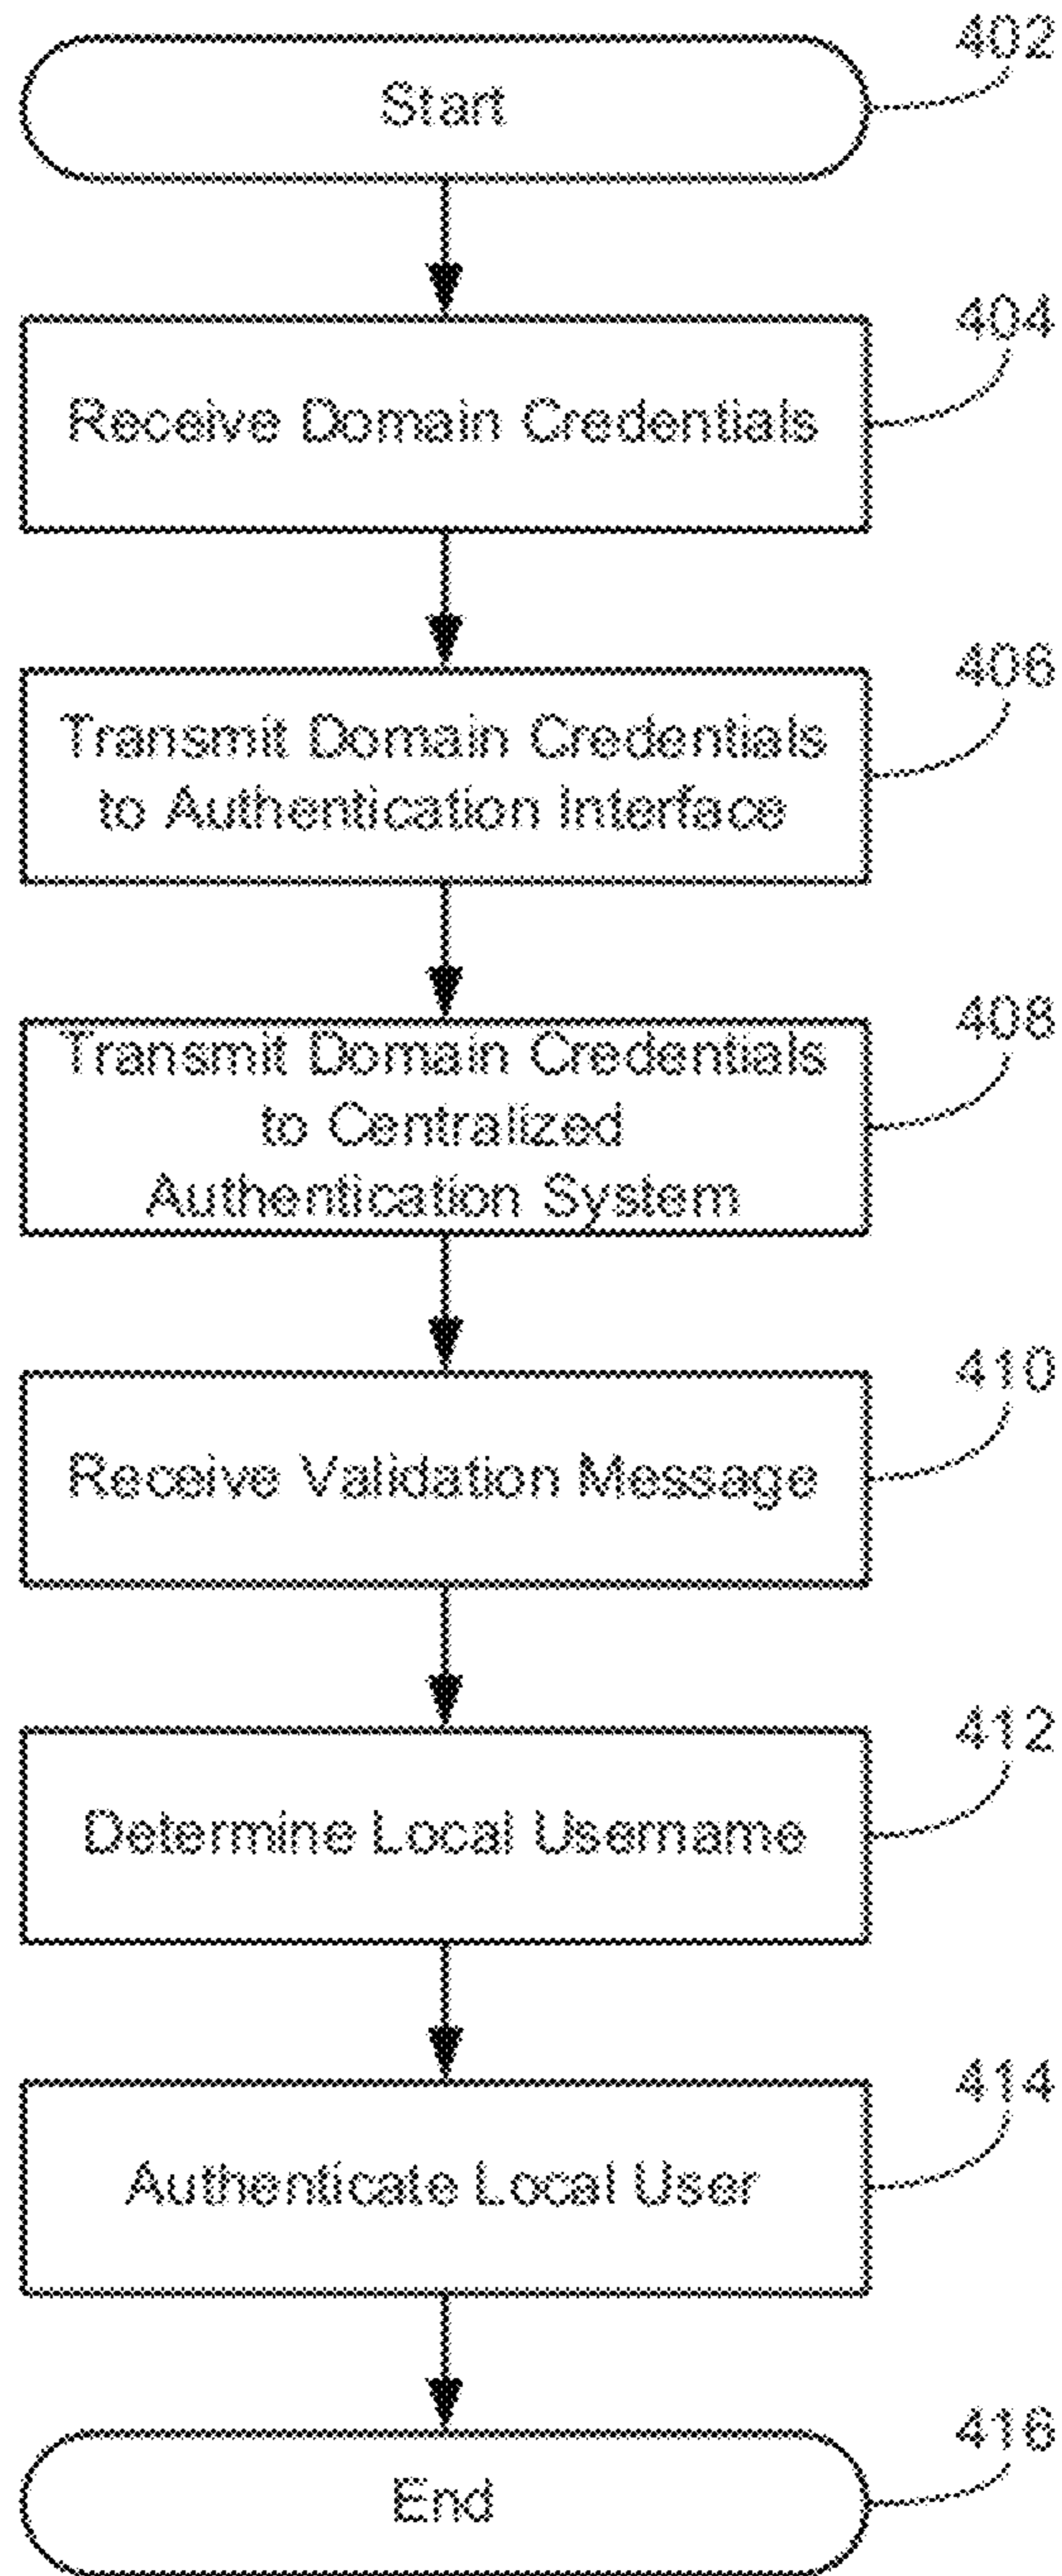 402
Start
404
Receive Domain Credentials
406
Transmit Domain Credentials
to Authentication Interface
408
Transmit Domain Credentials
to Centralized
Authentication System
410
Receive Validation Message
412
Determine Local Username
414
Authenticate Local User
416
End